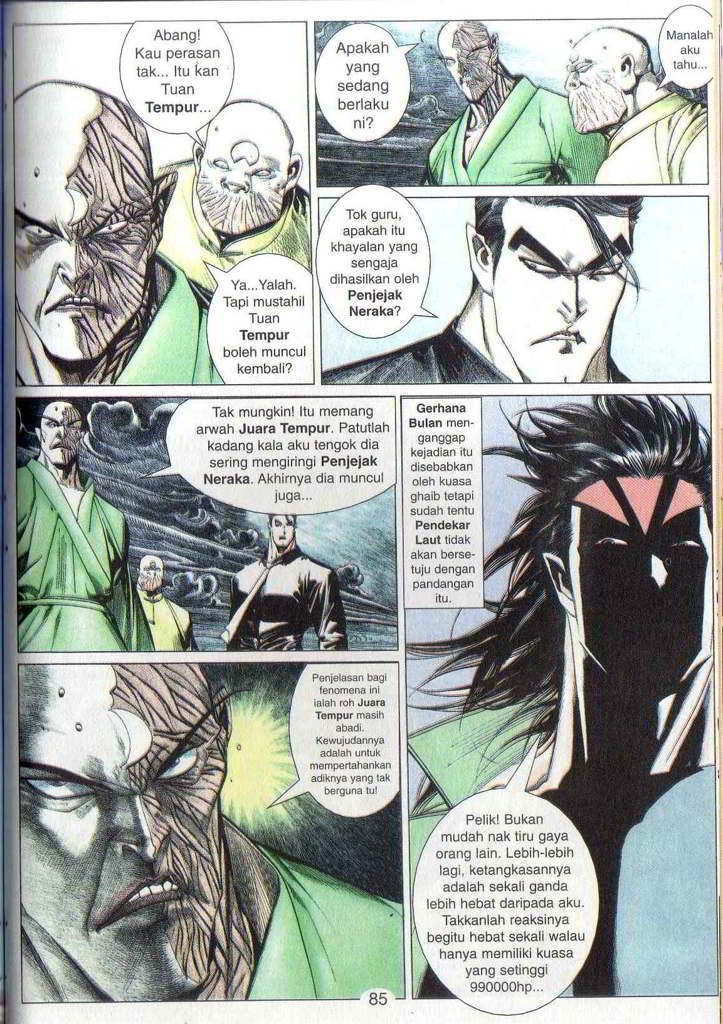 Abang!
Kau perasan
tak... Itu kan
Tuan
Tempur...
Ya...Yalah.
Tapi mustahil
Tuan
Tempur
boleh muncul
kembali?
Apakah
yang
sedang
berlaku
ni?
Manalah
aku
tahu...
Tok guru,
apakah itu
khayalan yang
sengaja
dihasilkan oleh
Penjejak
Neraka?
Tak mungkin! Itu memang
arwah Juara Tempur. Patutlah
kadang kala aku tengok dia
sering mengiringi Penjejak
Neraka. Akhirnya dia muncul
juga...
Gerhana
Bulan men-
ganggap
kejadian itu
disebabkan
oleh kuasa
ghaib tetapi
sudah tentu
Pendekar
Laut tidak
akan berse-
tuju dengan
pandangan
itu.
Penjelasan bagi
fenomena ini
ialah roh Juara
Tempur masih
abadi.
Kewujudannya
adalah untuk
mempertahankan
adiknya yang tak
berguna tu!
Pelik! Bukan
mudah nak tiru gaya
orang lain. Lebih-lebih
lagi, ketangkasannya
adalah sekali ganda
lebih hebat daripada aku.
Takkanlah reaksinya
begitu hebat sekali walau
hanya memiliki kuasa
yang setinggi
990000hp...
85